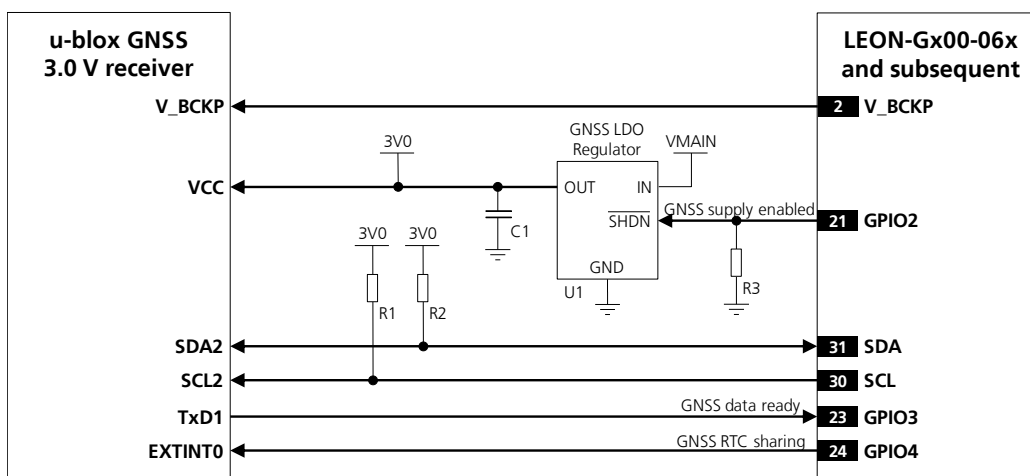 u-blox GNSS
3.0 V receiver
LEON-Gx00-06x
and subsequent
V_BCKP
2 V_BCKP
GNSS LDO
Regulator
VMAIN
3V0
VCC
OUT IN
GNSS supply enabled
SHDN
21 GPIO2
C1
3V0 3V0
GND
U1
R3
R1 R2
SDA2
31 SDA
SCL2
30 SCL
TxD1
GNSS data ready
23 GPIO3
EXTINT0
GNSS RTC sharing
24 GPIO4